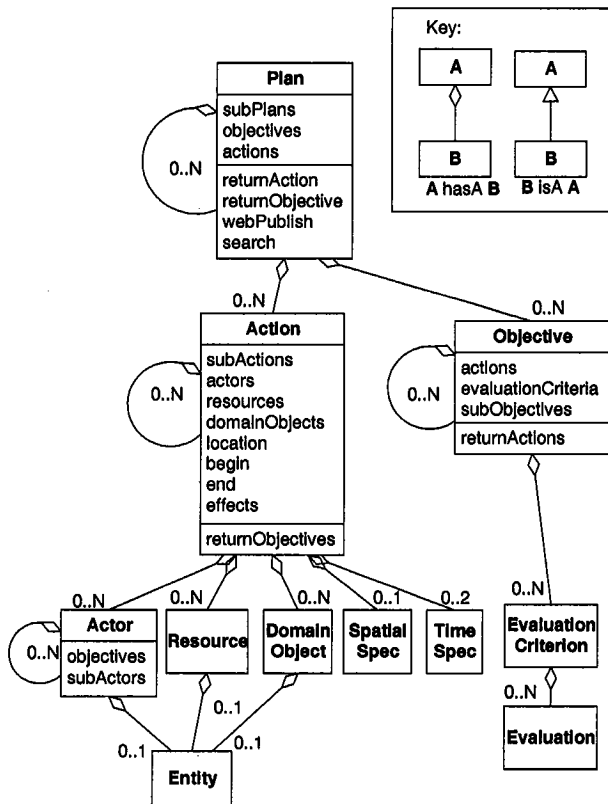 Key:
A
A
B
B
A hasA B
B isA A
Plan
subPlans
objectives
actions
returnAction
returnObjective
webPublish
search
0..N
0..N
0..N
Action
subActions
actors
resources
domainObjects
location
begin
end
effects
returnObjectives
0..N
Objective
actions
evaluationCriteria
subObjectives
returnActions
0..N
0..N
0..N
0..N
0..1
0..2
0..N
Actor
objectives
subActors
0..N
Resource
Domain
Object
Spatial
Spec
Time
Spec
Evaluation
Criterion
0..N
Evaluation
0..1
0..1
0..1
Entity